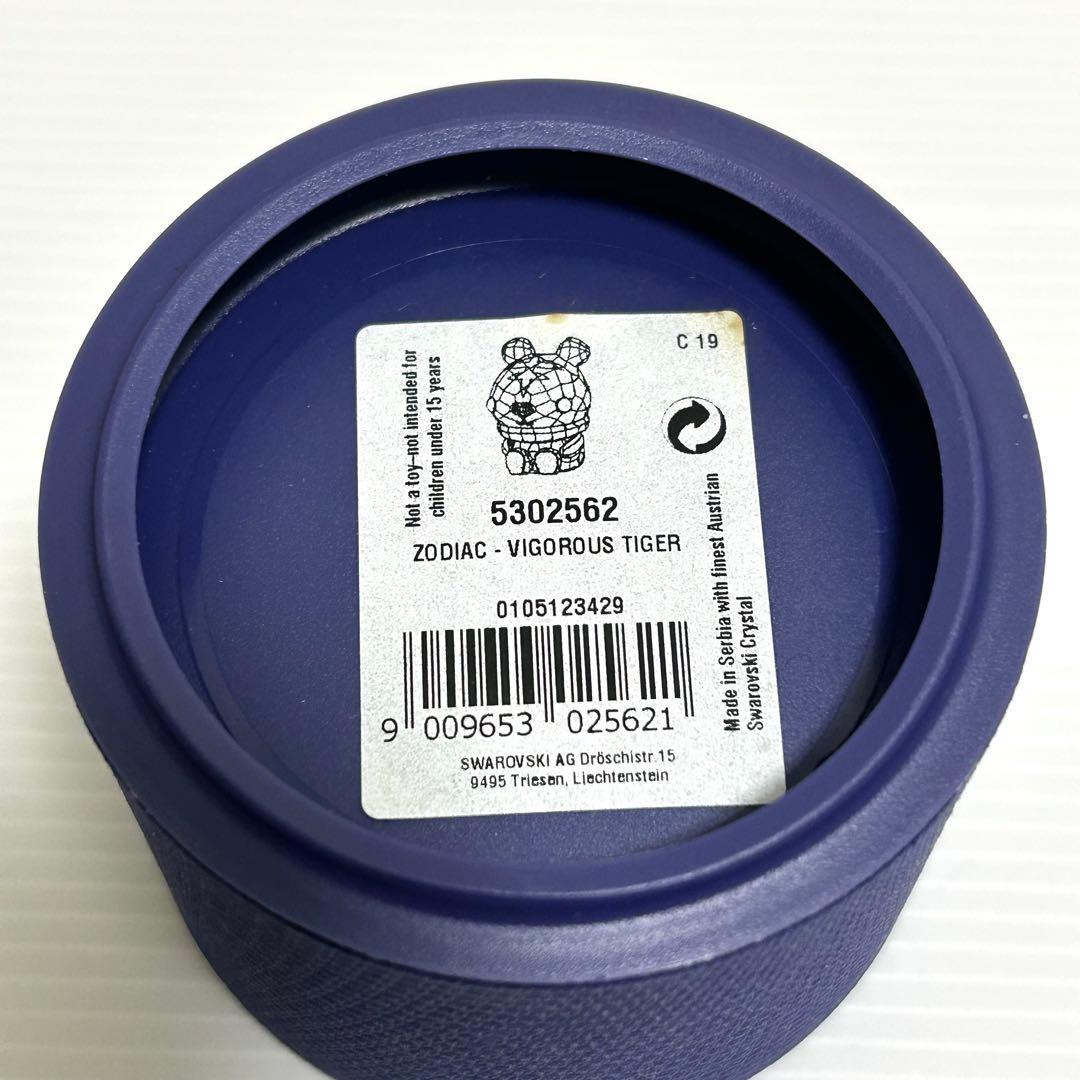 C 19
Not a toy-not intended for
children under 15 years
5302562
ZODIAC - VIGOROUS TIGER
0105123429
9 009653 025621
Made in Serbia with finest Austrian
Swarovski Crystal
SWAROVSKI AG Dröschistr.15
9495 Triesen, Liechtenstein